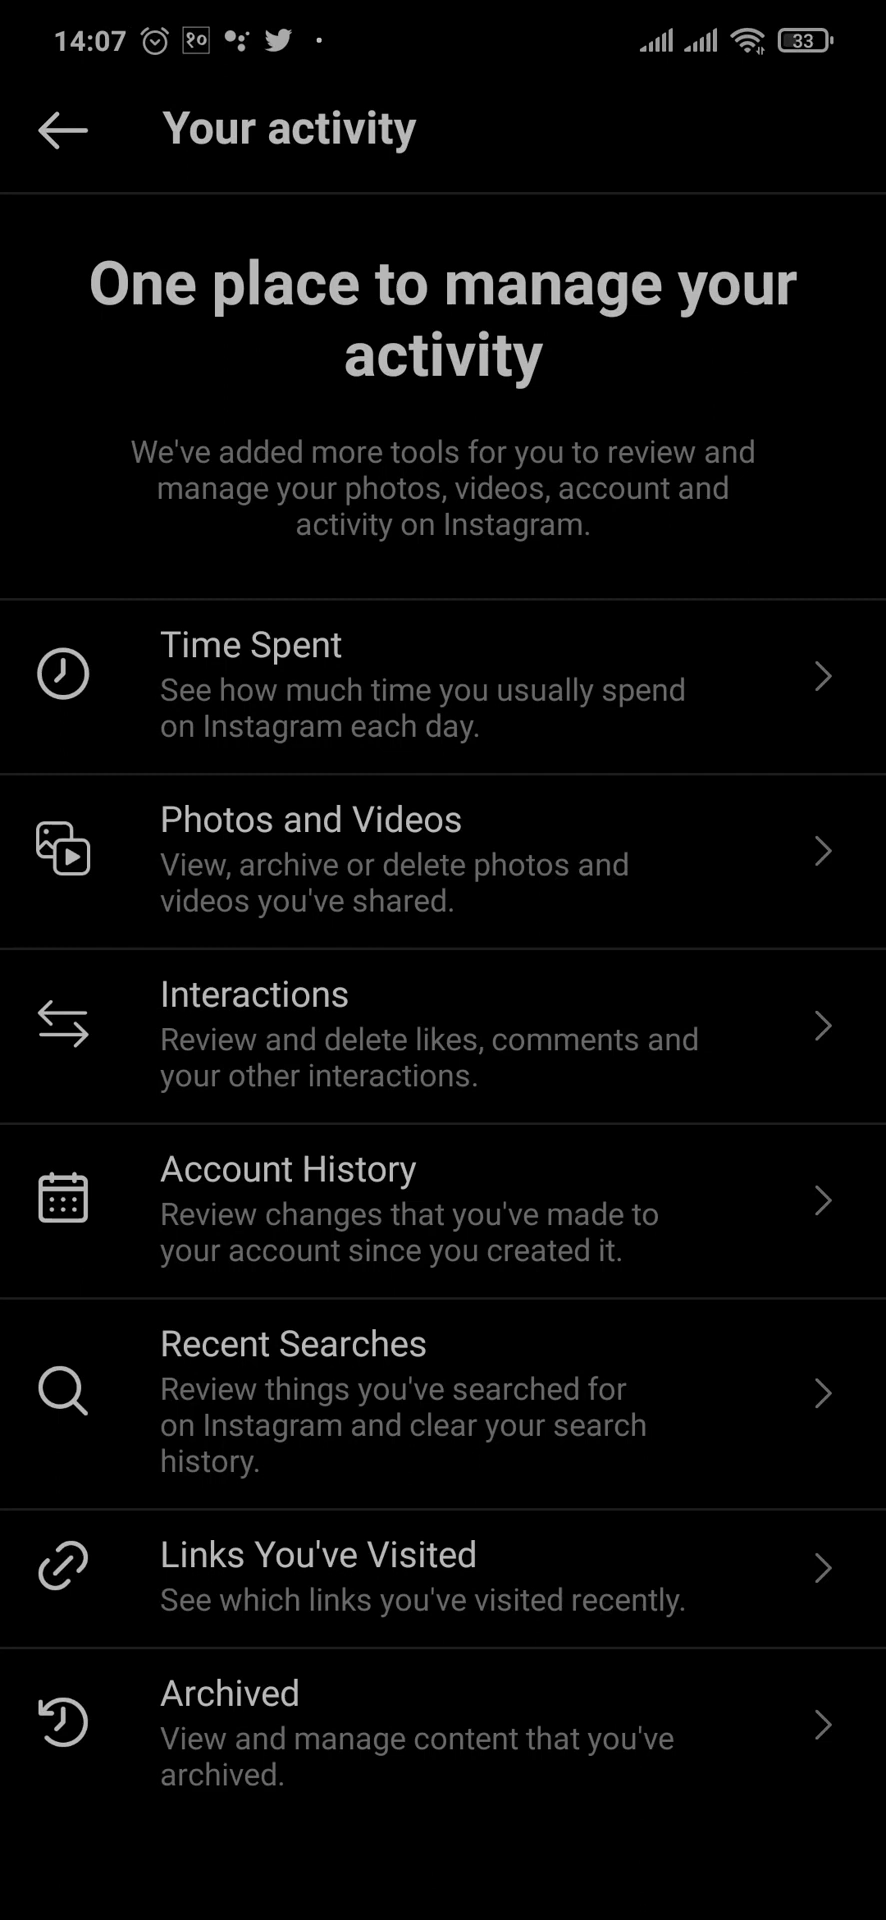 14:07 १० 33
Your activity
One place to manage your
activity
We've added more tools for you to review and
manage your photos, videos, account and
activity on Instagram.
Time Spent
See how much time you usually spend
on Instagram each day.
Photos and Videos
View, archive or delete photos and
videos you've shared.
Interactions
Review and delete likes, comments and
your other interactions.
Account History
Review changes that you've made to
your account since you created it.
Recent Searches
Review things you've searched for
on Instagram and clear your search
history.
Links You've Visited
See which links you've visited recently.
Archived
View and manage content that you've
archived.